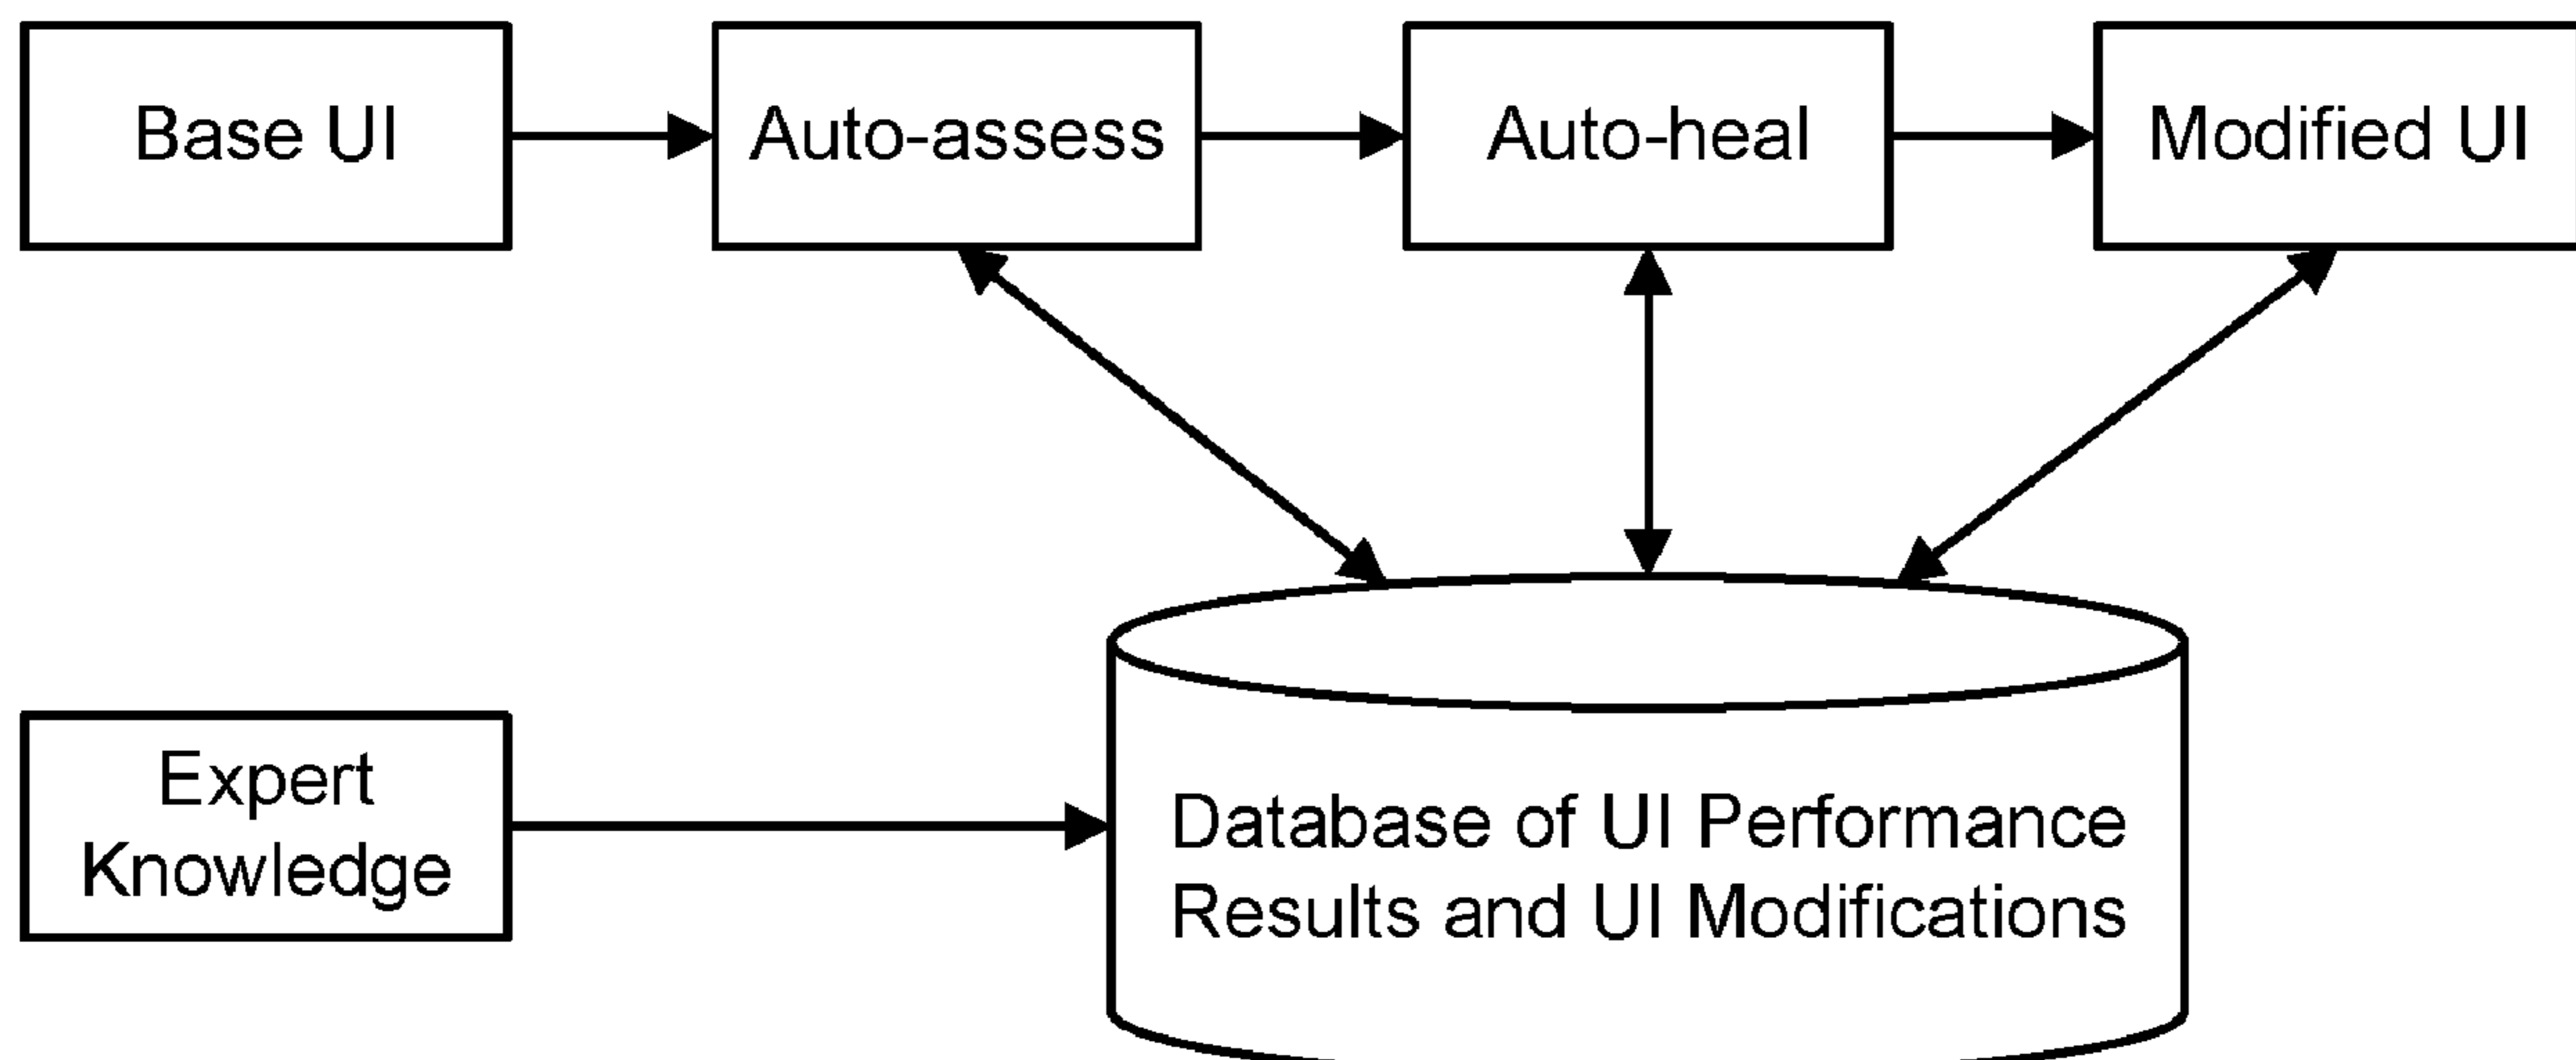 Base UI
Auto-assess
Auto-heal
Modified UI
Expert
Knowledge
Database of UI Performance
Results and UI Modifications